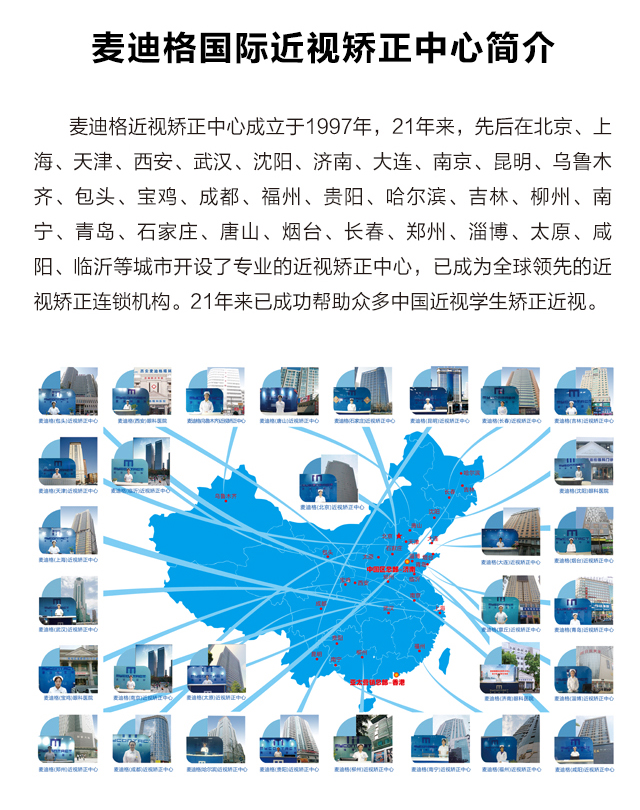 麦迪格国际近视矫正中心简介
麦迪格近视矫正中心成立于1997年，21年来，先后在北京、上
海、天津、西安、武汉、沈阳、济南、大连、南京、昆明、乌鲁木
齐、包头、宝鸡、成都、福州、贵阳、哈尔滨、吉林、柳州、南
宁、青岛、石家庄、唐山、烟台、长春、郑州、淄博、太原、咸
阳、临沂等城市开设了专业的近视矫正中心，已成为全球领先的近
视矫正连锁机构。21年来已成功帮助众多中国近视学生矫正近视。
麦迪格(包头)近视矫正中心
麦迪格(西安)眼科医院
麦迪格(乌鲁木齐)近视矫正中心
麦迪格(唐山)近视矫正中心
麦迪格(石家庄)近视矫正中心
麦迪格(昆明)近视矫正中心
麦迪格(长春)近视矫正中心
麦迪格(吉林)近视矫正中心
麦迪格(天津)近视矫正中心
麦迪格(临沂)近视矫正中心
麦迪格(北京)近视矫正中心
麦迪格(沈阳)眼科医院
麦迪格(上海)近视矫正中心
麦迪格(大连)近视矫正中心
麦迪格(烟台)近视矫正中心
中国区总部-济南
麦迪格(武汉)近视矫正中心
麦迪格(青岛)近视矫正中心
亚太营销总部-香港
麦迪格(宝鸡)眼科医院
麦迪格(南京)近视矫正中心
麦迪格(太原)近视矫正中心
麦迪格(济南)眼科医院
麦迪格(淄博)近视矫正中心
麦迪格(郑州)近视矫正中心
麦迪格(成都)近视矫正中心
麦迪格(哈尔滨)近视矫正中心
麦迪格(贵阳)近视矫正中心
麦迪格(柳州)近视矫正中心
麦迪格(南宁)近视矫正中心
麦迪格(福州)近视矫正中心
麦迪格(咸阳)近视矫正中心